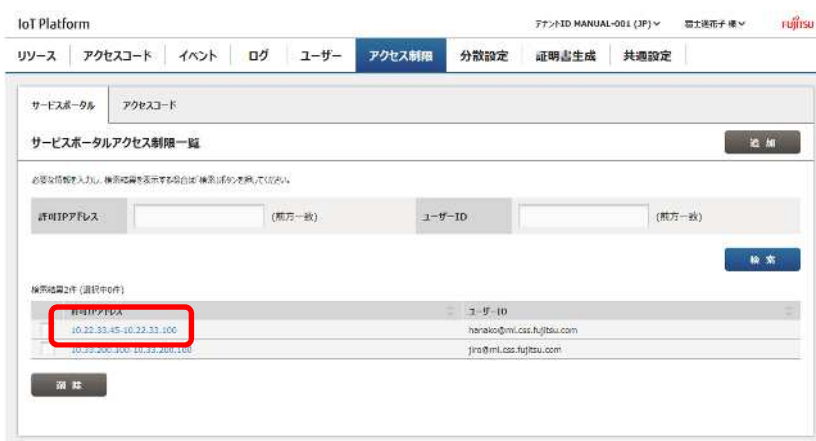 IoT Platform
テナントID MANUAL-001 (JP)
富士通花子 様
FUJITSU
リソース
アクセスコード
イベント
ログ
ユーザー
アクセス制限
分散設定
証明書生成
共通設定
サービスポータル
アクセスコード
サービスポータルアクセス制限一覧
追 加
必要な情報を入力し、検索結果を表示する場合は「検索」ボタンを押してください。
許可IPアドレス
(前方一致)
ユーザーID
(前方一致)
検 索
検索結果2件 (選択中0件)
許可IPアドレス
ユーザーID
10.22.33.45-10.22.33.100
hanako@ml.css.fujitsu.com
10.33.200.100-10.33.200.100
jiro@ml.css.fujitsu.com
削 除